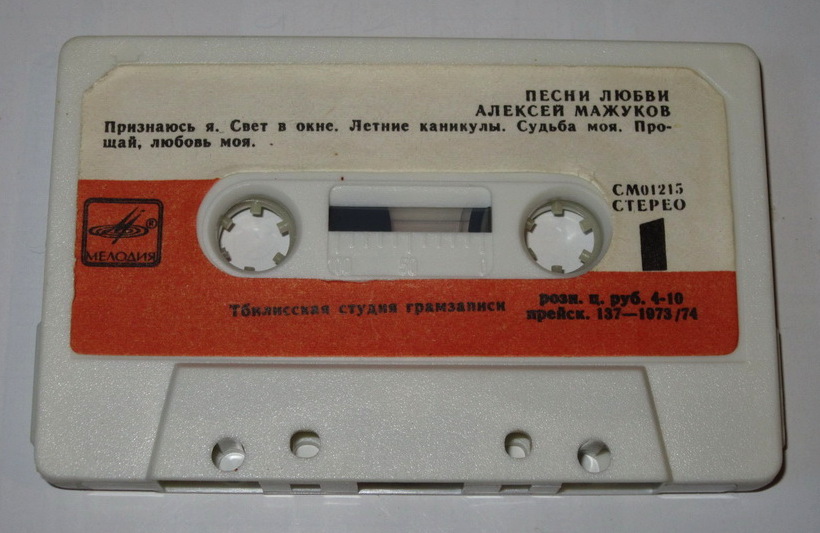 ПЕСНИ ЛЮБВИ
АЛЕКСЕЙ МАЖУКОВ
Признаюсь я. Свет в окне. Летние каникулы. Судьба моя. Про-
щай, любовь моя.
СМ01215
СТЕРЕО
1
®
МЕЛОДИЯ
Тбилисская студия грамзаписи
розн. ц. руб. 4-10
прейск. 137—1973/74